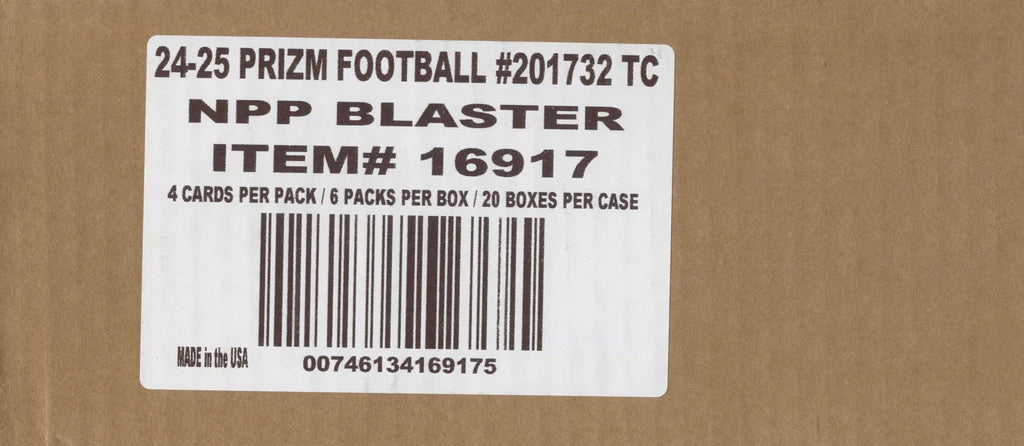 24-25 PRIZM FOOTBALL #201732 TC
NPP BLASTER
ITEM# 16917
4 CARDS PER PACK / 6 PACKS PER BOX / 20 BOXES PER CASE
MADE in the USA
00746134169175